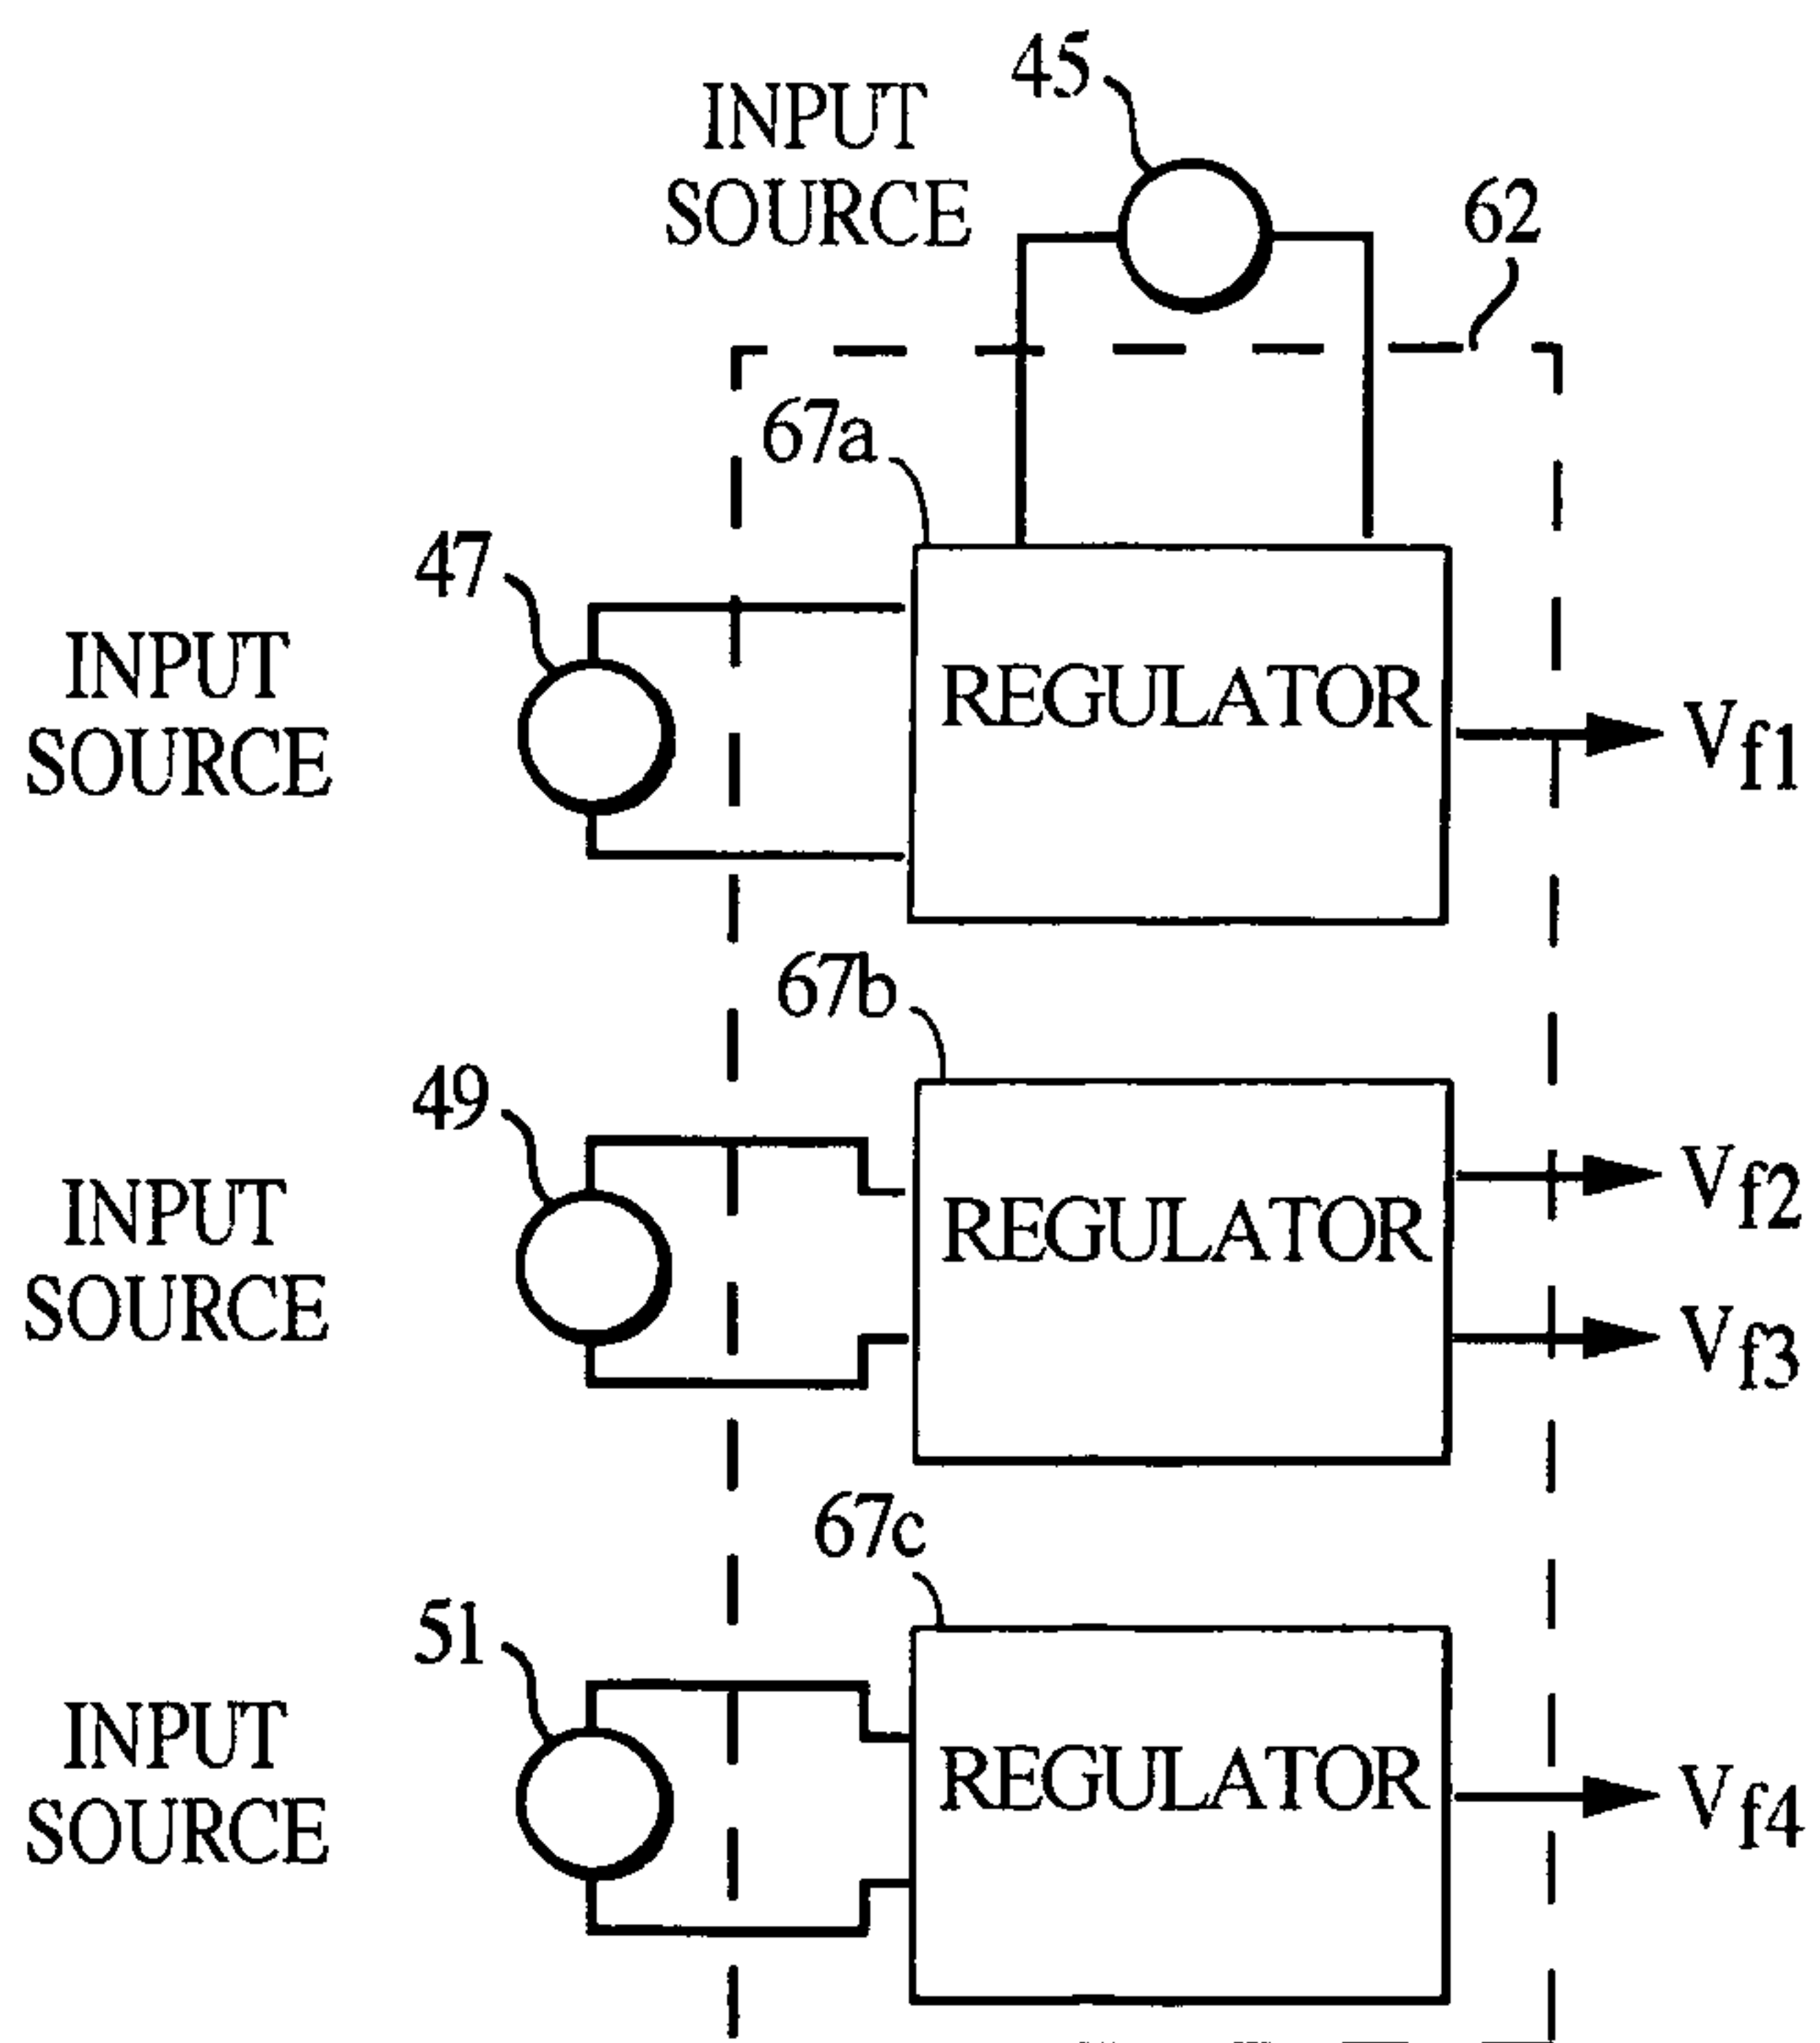 45
INPUT
SOURCE
62
67a
47
INPUT
SOURCE
REGULATOR
Vf1
67b
49
INPUT
SOURCE
REGULATOR
Vf2
Vf3
67c
51
INPUT
SOURCE
REGULATOR
Vf4